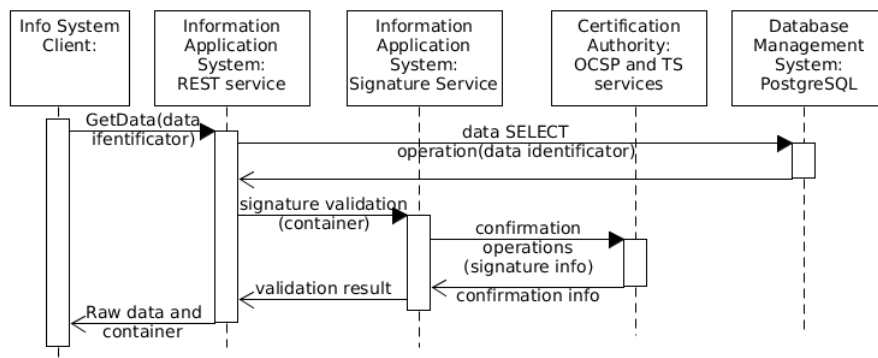 Info System
Client:
Information
Application
System:
REST service
Information
Application
System:
Signature Service
Certification
Authority:
OCSP and TS
services
Database
Management
System:
PostgreSQL
GetData(data
ifentificator)
data SELECT
operation(data identificator)
signature validation
(container)
confirmation
operations
(signature info)
confirmation info
validation result
Raw data and
container